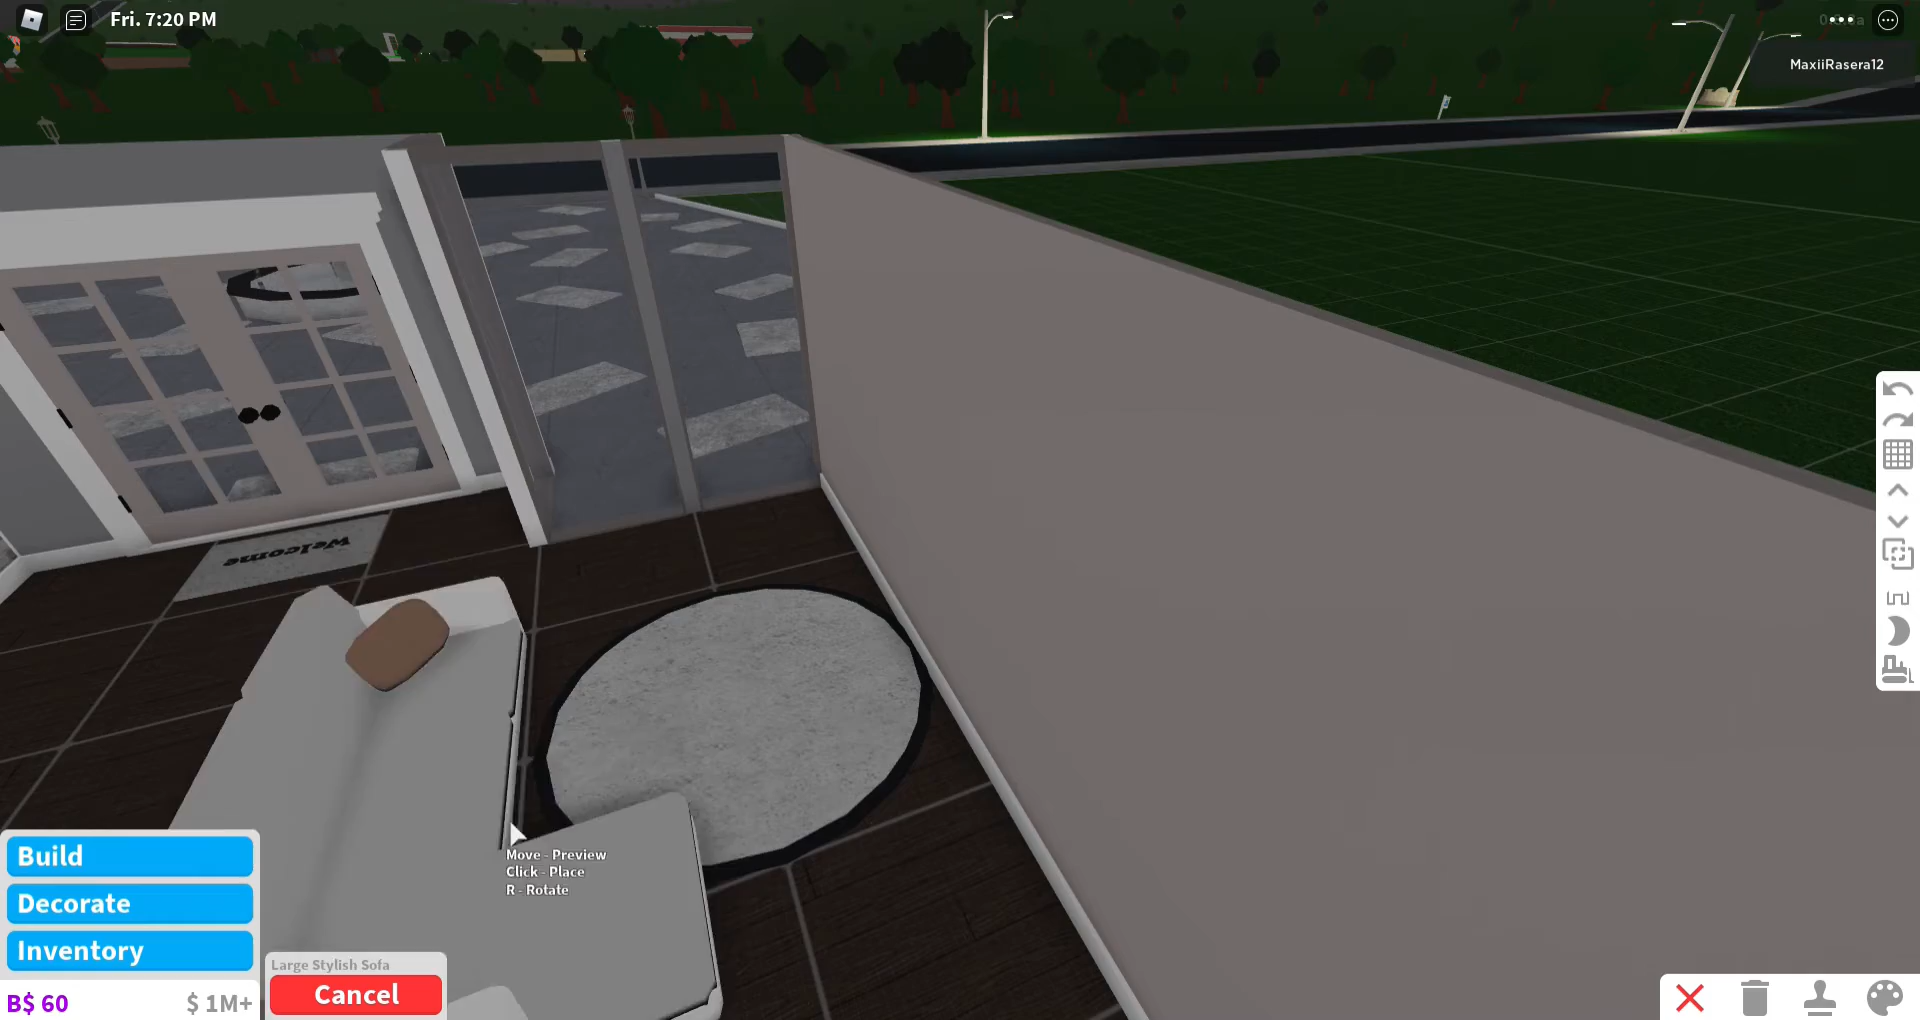 Fri. 7:20 PM
MaxiiRasera12
Welcome
Move - Preview
Click - Place
R - Rotate
Build
Decorate
Inventory
Large Stylish Sofa
Cancel
B$ 60
$ 1M+